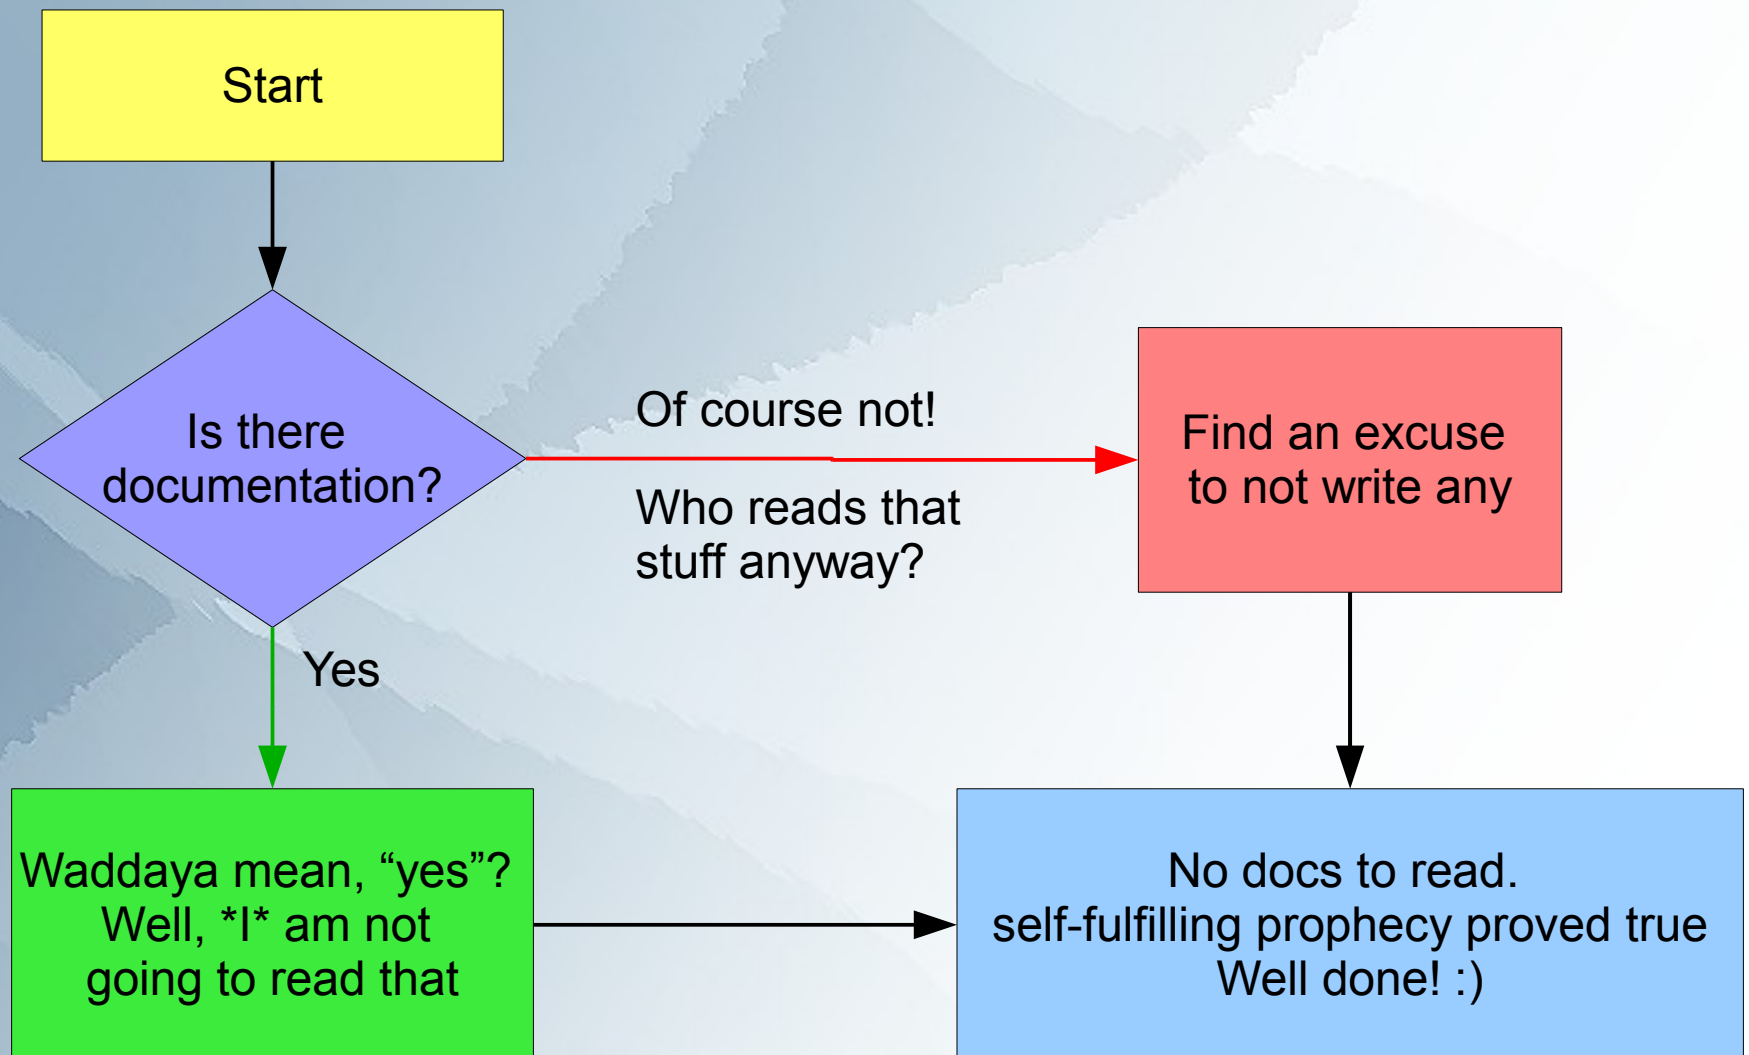 Start
Is there
documentation?
Of course not!
Who reads that
stuff anyway?
Find an excuse
to not write any
Yes
Waddaya mean, “yes”?
Well, *I* am not
going to read that
No docs to read.
self-fulfilling prophecy proved true
Well done! :)